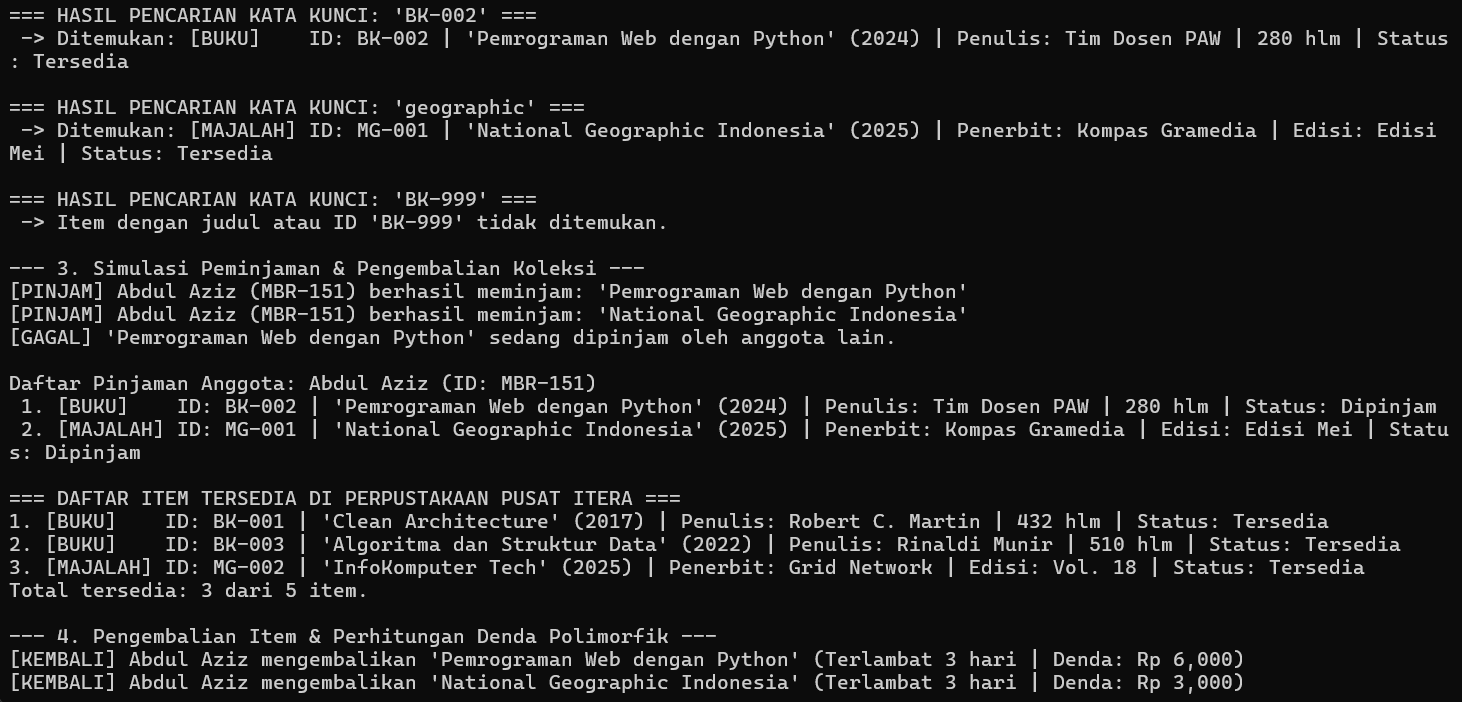 === HASIL PENCARIAN KATA KUNCI: 'BK-002' ===
 -> Ditemukan: [BUKU]    ID: BK-002 | 'Pemrograman Web dengan Python' (2024) | Penulis: Tim Dosen PAW | 280 hlm | Status
: Tersedia

=== HASIL PENCARIAN KATA KUNCI: 'geographic' ===
 -> Ditemukan: [MAJALAH] ID: MG-001 | 'National Geographic Indonesia' (2025) | Penerbit: Kompas Gramedia | Edisi: Edisi
Mei | Status: Tersedia

=== HASIL PENCARIAN KATA KUNCI: 'BK-999' ===
 -> Item dengan judul atau ID 'BK-999' tidak ditemukan.

--- 3. Simulasi Peminjaman & Pengembalian Koleksi ---
[PINJAM] Abdul Aziz (MBR-151) berhasil meminjam: 'Pemrograman Web dengan Python'
[PINJAM] Abdul Aziz (MBR-151) berhasil meminjam: 'National Geographic Indonesia'
[GAGAL] 'Pemrograman Web dengan Python' sedang dipinjam oleh anggota lain.

Daftar Pinjaman Anggota: Abdul Aziz (ID: MBR-151)
 1. [BUKU]    ID: BK-002 | 'Pemrograman Web dengan Python' (2024) | Penulis: Tim Dosen PAW | 280 hlm | Status: Dipinjam
 2. [MAJALAH] ID: MG-001 | 'National Geographic Indonesia' (2025) | Penerbit: Kompas Gramedia | Edisi: Edisi Mei | Statu
s: Dipinjam

=== DAFTAR ITEM TERSEDIA DI PERPUSTAKAAN PUSAT ITERA ===
1. [BUKU]    ID: BK-001 | 'Clean Architecture' (2017) | Penulis: Robert C. Martin | 432 hlm | Status: Tersedia
2. [BUKU]    ID: BK-003 | 'Algoritma dan Struktur Data' (2022) | Penulis: Rinaldi Munir | 510 hlm | Status: Tersedia
3. [MAJALAH] ID: MG-002 | 'InfoKomputer Tech' (2025) | Penerbit: Grid Network | Edisi: Vol. 18 | Status: Tersedia
Total tersedia: 3 dari 5 item.

--- 4. Pengembalian Item & Perhitungan Denda Polimorfik ---
[KEMBALI] Abdul Aziz mengembalikan 'Pemrograman Web dengan Python' (Terlambat 3 hari | Denda: Rp 6,000)
[KEMBALI] Abdul Aziz mengembalikan 'National Geographic Indonesia' (Terlambat 3 hari | Denda: Rp 3,000)